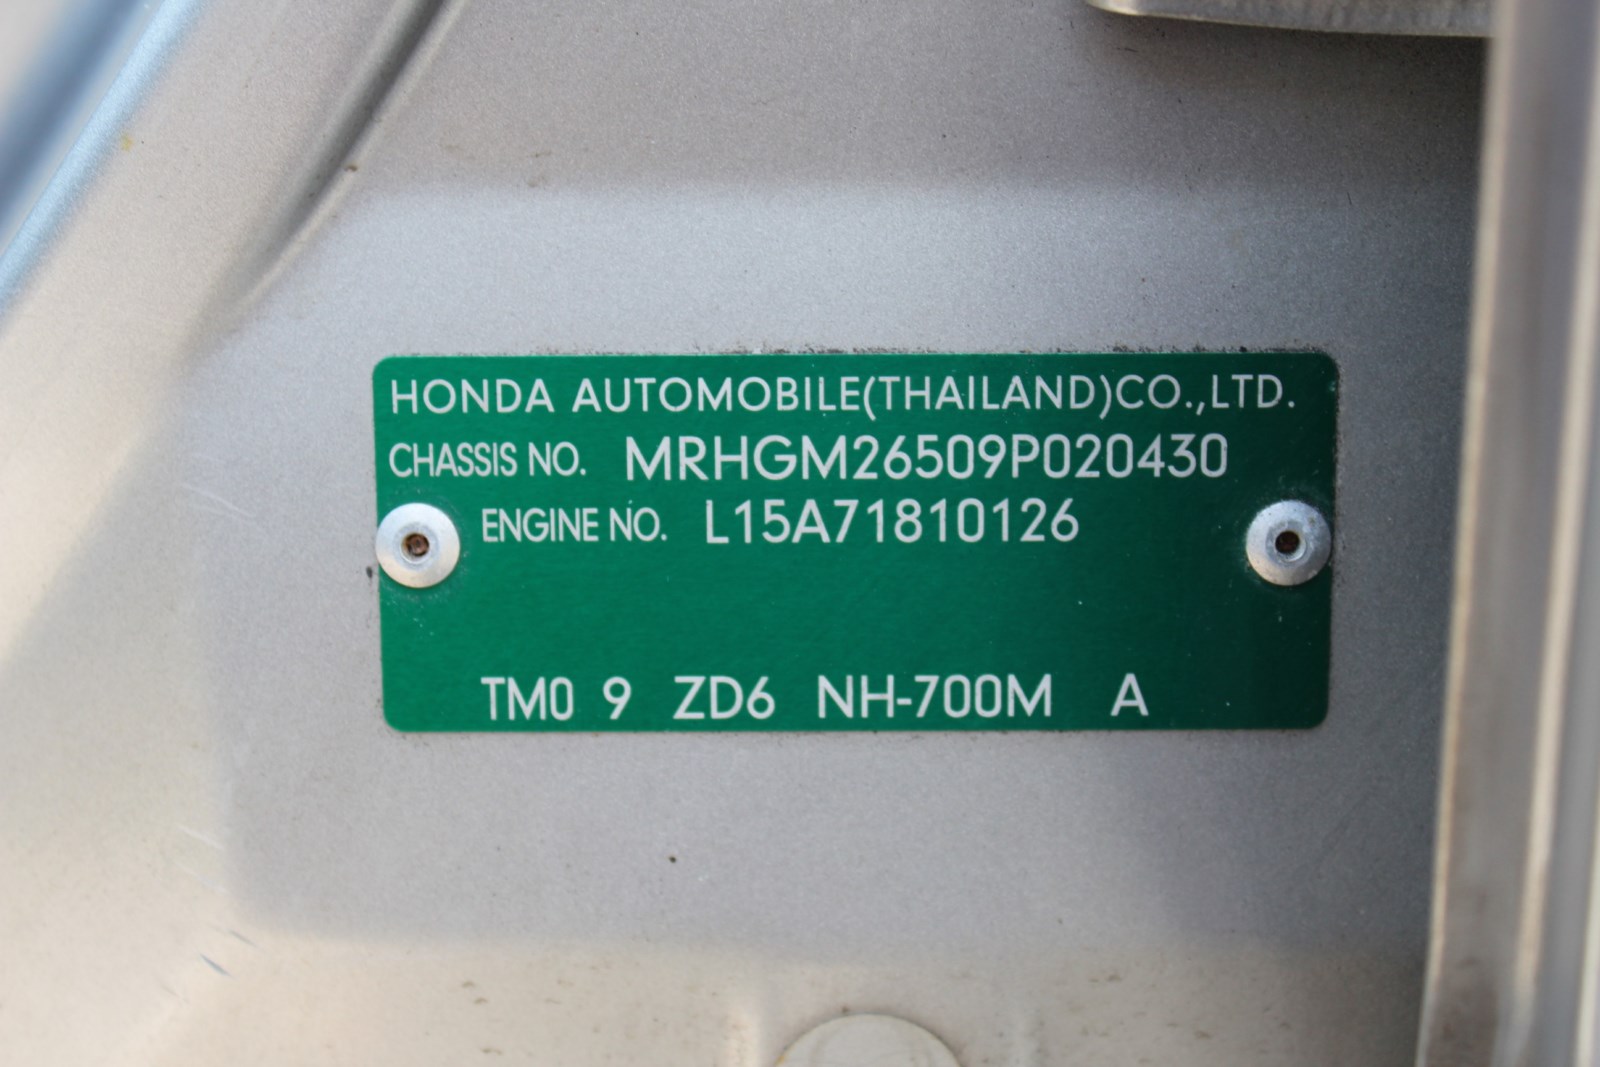 HONDA AUTOMOBILE(THAILAND)CO.,LTD.
CHASSIS NO. MRHGM26509P020430
ENGINE NO. L15A71810126
TM0 9 ZD6 NH-700M A